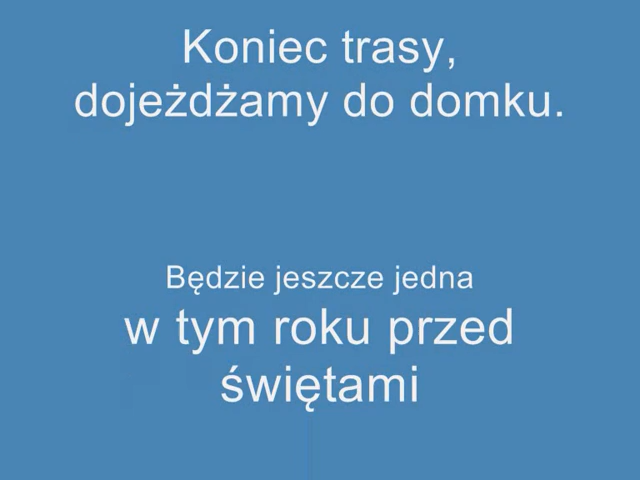 Koniec trasy,
dojeżdżamy do domku.
Będzie jeszcze jedna
w tym roku przed
świętami